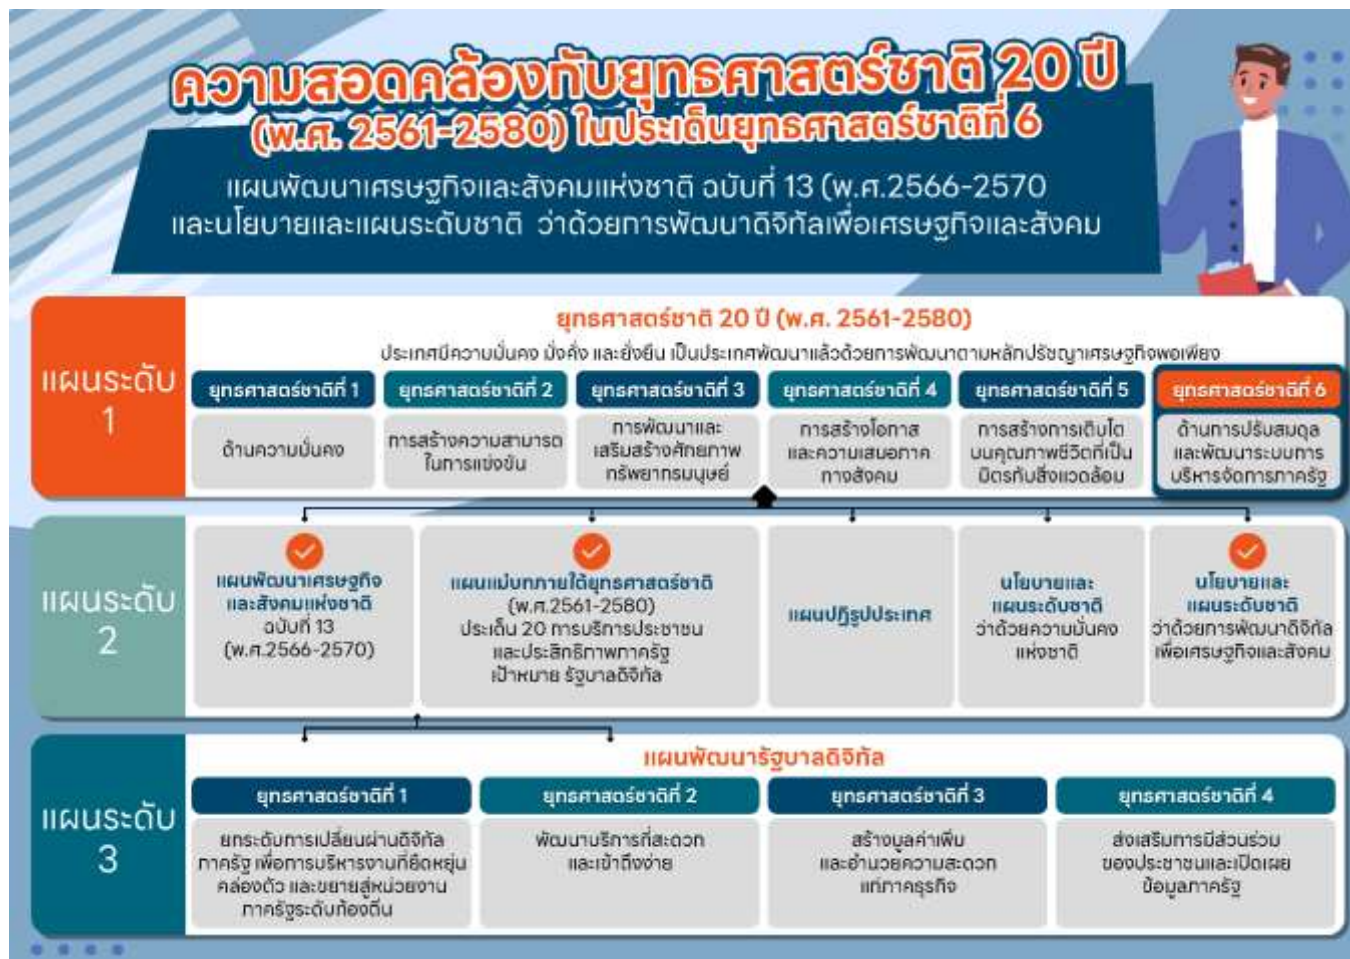 ความสอดคล้องกับยุทธศาสตร์ชาติ 20 ปี
(พ.ศ. 2561-2580) ในประเด็นยุทธศาสตร์ชาติที่ 6
แผนพัฒนาเศรษฐกิจและสังคมแห่งชาติ ฉบับที่ 13 (พ.ศ.2566-2570
และนโยบายและแผนระดับชาติ ว่าด้วยการพัฒนาดิจิทัลเพื่อเศรษฐกิจและสังคม
แผนระดับ
1
ยุทธศาสตร์ชาติ 20 ปี (พ.ศ. 2561-2580)
ประเทศมีความมั่นคง มั่งคั่ง และยั่งยืน เป็นประเทศพัฒนาแล้วด้วยการพัฒนาตามหลักปรัชญาเศรษฐกิจพอเพียง
ยุทธศาสตร์ชาติที่ 1
ด้านความมั่นคง
ยุทธศาสตร์ชาติที่ 2
การสร้างความสามารถ
ในการแข่งขัน
ยุทธศาสตร์ชาติที่ 3
การพัฒนาและ
เสริมสร้างศักยภาพ
ทรัพยากรมนุษย์
ยุทธศาสตร์ชาติที่ 4
การสร้างโอกาส
และความเสมอภาค
ทางสังคม
ยุทธศาสตร์ชาติที่ 5
การสร้างการเติบโต
บนคุณภาพชีวิตที่เป็น
มิตรกับสิ่งแวดล้อม
ยุทธศาสตร์ชาติที่ 6
ด้านการปรับสมดุล
และพัฒนาระบบการ
บริหารจัดการภาครัฐ
แผนระดับ
2
แผนพัฒนาเศรษฐกิจ
และสังคมแห่งชาติ
ฉบับที่ 13
(พ.ศ.2566-2570)
แผนแม่บทภายใต้ยุทธศาสตร์ชาติ
(พ.ศ.2561-2580)
ประเด็น 20 การบริการประชาชน
และประสิทธิภาพภาครัฐ
เป้าหมาย รัฐบาลดิจิทัล
แผนปฏิรูปประเทศ
นโยบายและ
แผนระดับชาติ
ว่าด้วยความมั่นคง
แห่งชาติ
นโยบายและ
แผนระดับชาติ
ว่าด้วยการพัฒนาดิจิทัล
เพื่อเศรษฐกิจและสังคม
แผนระดับ
3
แผนพัฒนารัฐบาลดิจิทัล
ยุทธศาสตร์ชาติที่ 1
ยกระดับการเปลี่ยนผ่านดิจิทัล
ภาครัฐ เพื่อการบริหารงานที่ยืดหยุ่น
คล่องตัว และขยายสู่หน่วยงาน
ภาครัฐระดับท้องถิ่น
ยุทธศาสตร์ชาติที่ 2
พัฒนาบริการที่สะดวก
และเข้าถึงง่าย
ยุทธศาสตร์ชาติที่ 3
สร้างมูลค่าเพิ่ม
และอำนวยความสะดวก
แก่ภาคธุรกิจ
ยุทธศาสตร์ชาติที่ 4
ส่งเสริมการมีส่วนร่วม
ของประชาชนและเปิดเผย
ข้อมูลภาครัฐ